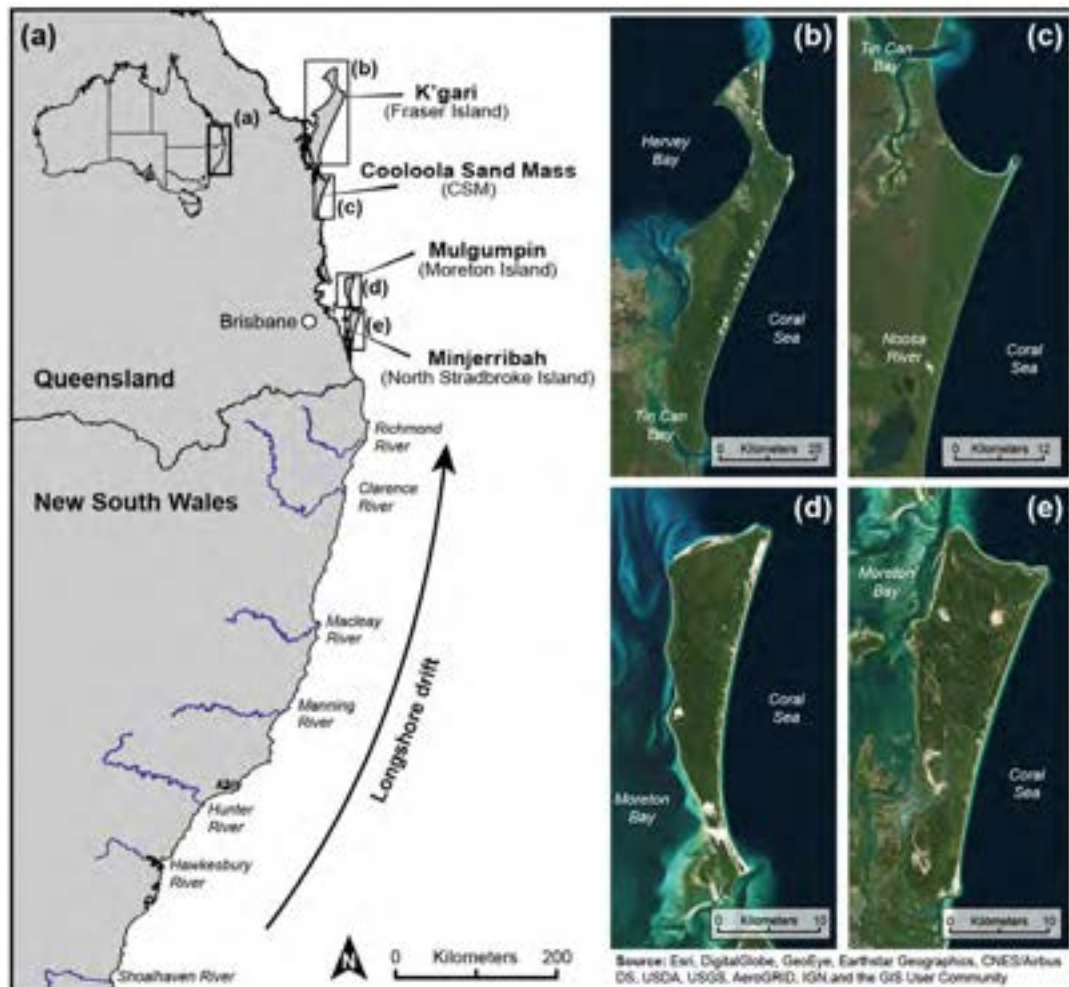 (a)
(a)
(b)
K'gari
(Fraser Island)
Cooloola Sand Mass
(CSM)
(c)
Mulgumpin
(Moreton Island)
(d)
Brisbane
(e)
Minjerribah
(North Stradbroke Island)
Queensland
New South Wales
Richmond
River
Clarence
River
Macleay
River
Manning
River
Hunter
River
Hawkesbury
River
Shoalhaven River
Longshore drift
N
0 Kilometers 200
(b)
Hervey
Bay
Coral
Sea
Tin Can
Bay
0 Kilometers 20
(c)
Tin Can
Bay
Noosa
River
Coral
Sea
0 Kilometers 12
(d)
Coral
Sea
Moreton
Bay
0 Kilometers 10
(e)
Moreton
Bay
Coral
Sea
0 Kilometers 10
Source: Esri, DigitalGlobe, GeoEye, Earthstar Geographics, CNES/Airbus
DS, USDA, USGS, AeroGRID, IGN,and the GIS User Community